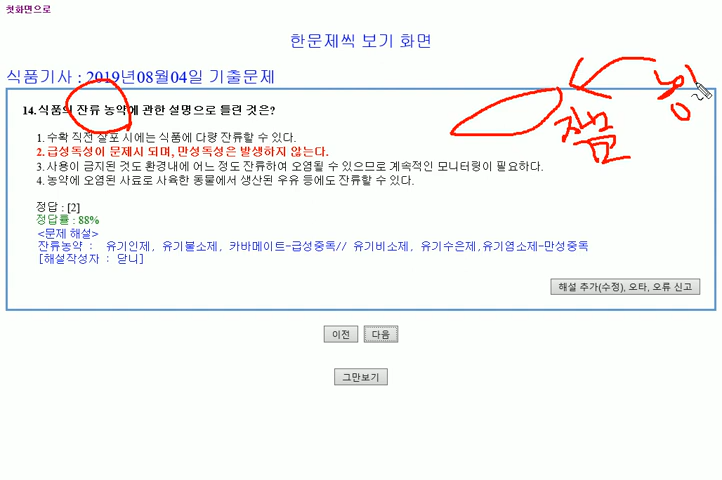 첫화면으로
한문제씩 보기 화면
식품기사 : 2019년08월04일 기출문제
14.식품의 잔류 농약에 관한 설명으로 틀린 것은?
1. 수확 직전 살포 시에는 식품에 다량 잔류할 수 있다.
2. 급성독성이 문제시 되며, 만성독성은 발생하지 않는다.
3. 사용이 금지된 것도 환경내에 어느 정도 잔류하여 오염될 수 있으므로 계속적인 모니터링이 필요하다.
4. 농약에 오염된 사료로 사육한 동물에서 생산된 우유 등에도 잔류할 수 있다.
정답 : [2]
정답률 : 88%
<문제 해설>
잔류농약 : 유기인제, 유기불소제, 카바메이트-급성중독// 유기비소제, 유기수은제,유기염소제-만성중독
[해설작성자 : 닫니]
해설 추가(수정), 오타, 오류 신고
이전 다음
그만보기